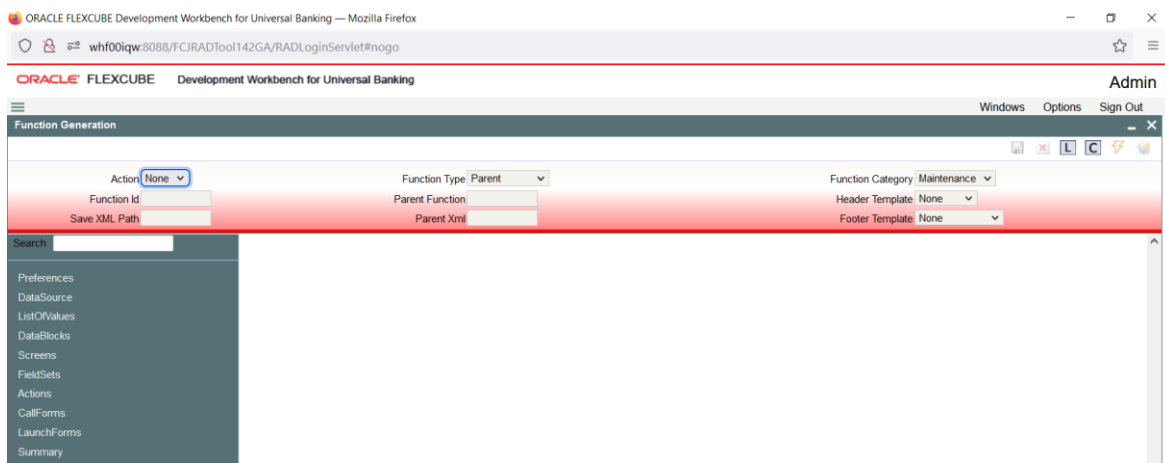 ORACLE FLEXCUBE Development Workbench for Universal Banking — Mozilla Firefox
whf00iqw:8088/FCJRADTool142GA/RADLoginServlet#nogo
ORACLE FLEXCUBE Development Workbench for Universal Banking Admin
Windows Options Sign Out
Function Generation
L C
Action None Function Type Parent Function Category Maintenance
Function Id Parent Function Header Template None
Save XML Path Parent Xml Footer Template None
Search
Preferences
DataSource
ListOfValues
DataBlocks
Screens
FieldSets
Actions
CallForms
LaunchForms
Summary